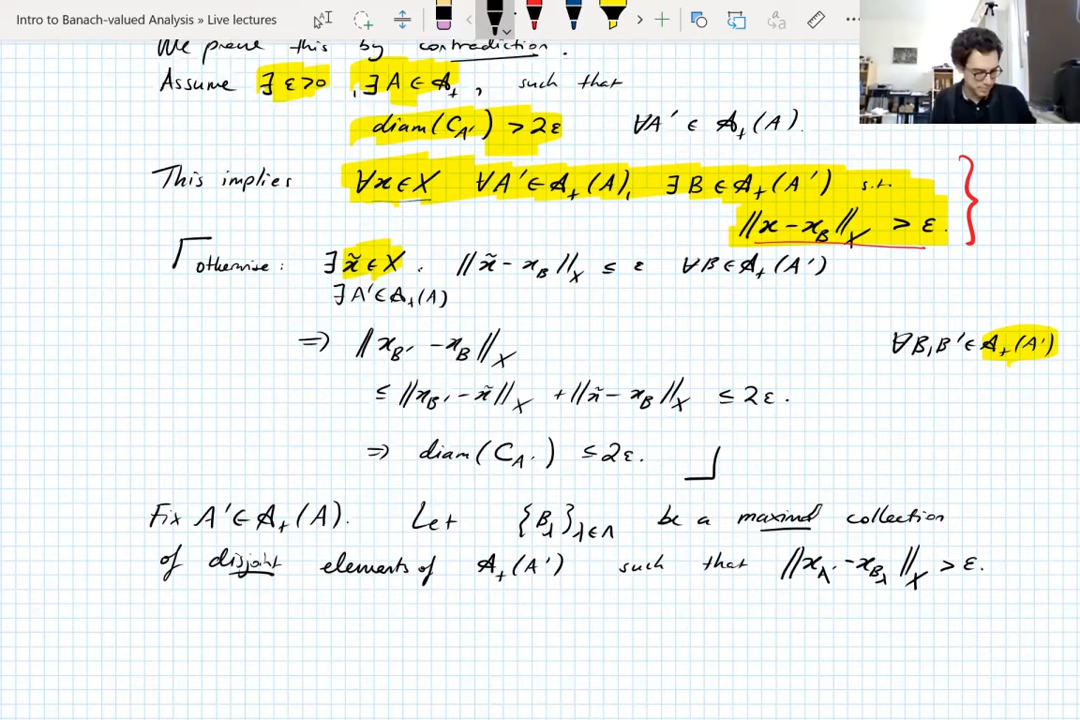 Intro to Banach-valued Analysis » Live lectures
We prove this by contradiction.
Assume ∃ ε>0, ∃ A ∈ 𝔸₊, such that
diam(C_{A'}) > 2ε ∀A' ∈ 𝔸₊(A).
This implies ∀x∈X ∀A'∈𝔸₊(A), ∃ B ∈ 𝔸₊(A') s.t.
‖x − x_B‖_X > ε.
otherwise: ∃ x̃ ∈ X. ‖x̃ − x_B‖_X ≤ ε ∀B∈𝔸₊(A')
∃A'∈𝔸₊(A)
⇒ ‖x_{B'} − x_B‖_X ∀B,B'∈𝔸₊(A')
≤ ‖x_{B'} − x̃‖_X + ‖x̃ − x_B‖_X ≤ 2ε.
⇒ diam(C_{A'}) ≤ 2ε.
Fix A'∈𝔸₊(A). Let {B_λ}_{λ∈Λ} be a maximal collection
of disjoint elements of 𝔸₊(A') such that ‖x_{A'} − x_{B_λ}‖_X > ε.